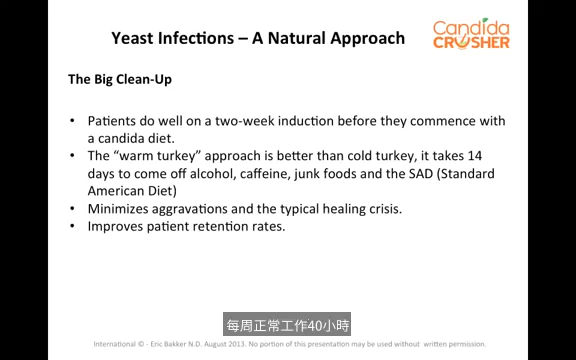 Yeast Infections – A Natural Approach
Candida
CRUSHER
The Big Clean-Up
• Patients do well on a two-week induction before they commence with
a candida diet.
• The “warm turkey” approach is better than cold turkey, it takes 14
days to come off alcohol, caffeine, junk foods and the SAD (Standard
American Diet)
• Minimizes aggravations and the typical healing crisis.
• Improves patient retention rates.
每周正常工作40小時
International © - Eric Bakker N.D. August 2013. No portion of this presentation may be used without written permission.